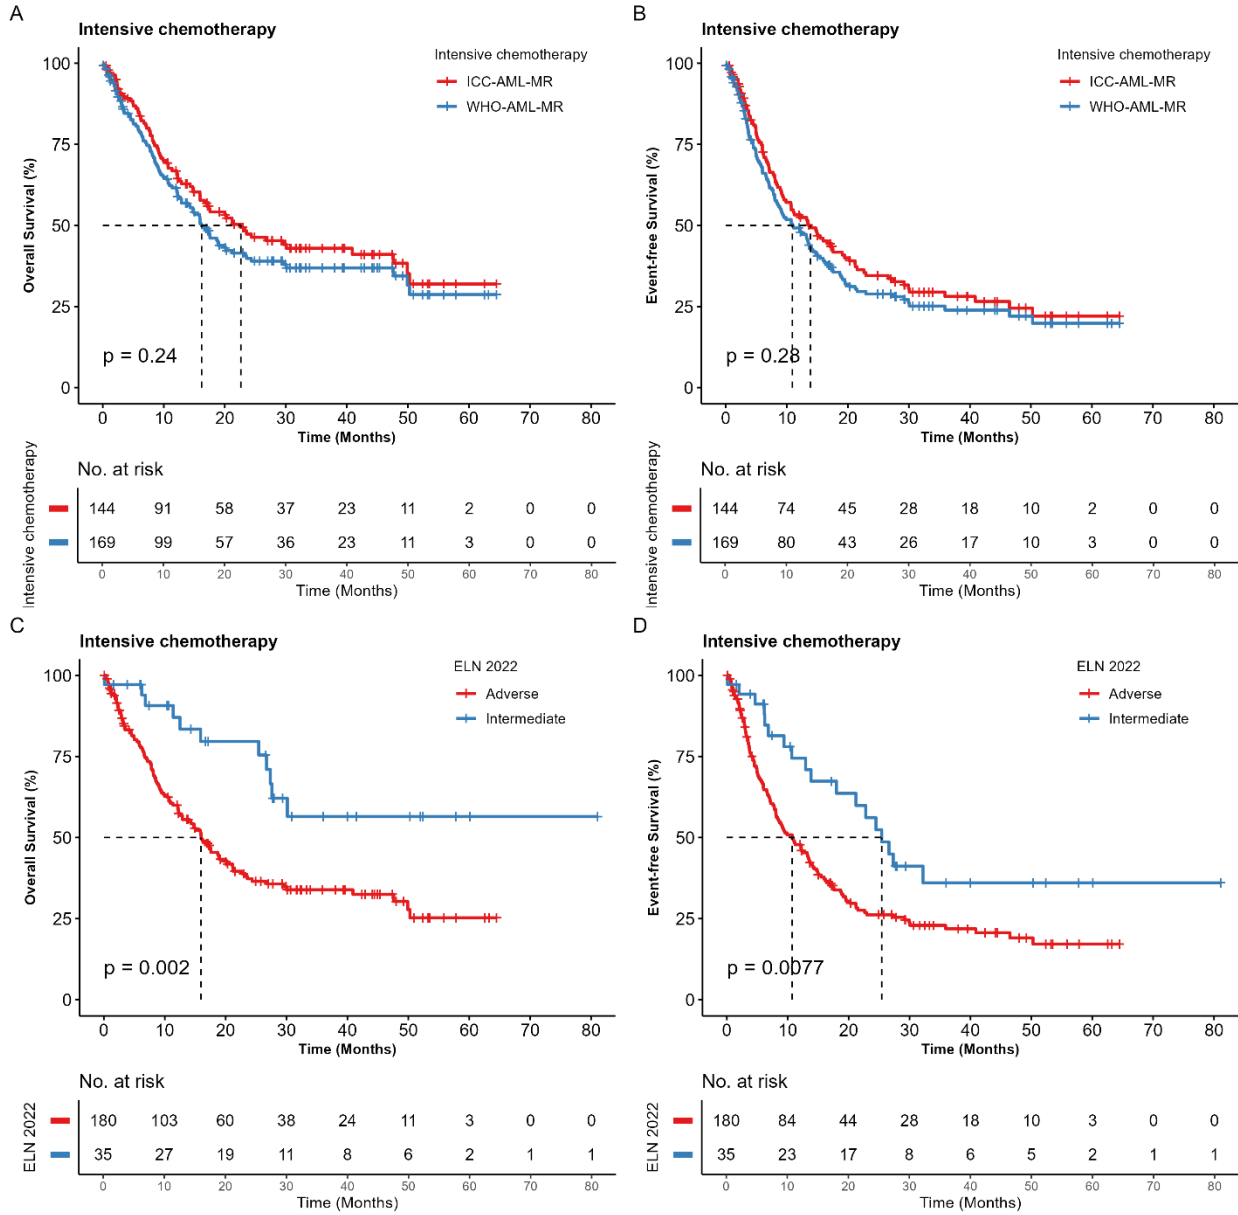 A
Intensive chemotherapy
Intensive chemotherapy
ICC-AML-MR
WHO-AML-MR
Overall Survival (%)
100
75
50
25
0
p = 0.24
0 10 20 30 40 50 60 70 80
Time (Months)
No. at risk
Intensive chemotherapy
144 91 58 37 23 11 2 0 0
169 99 57 36 23 11 3 0 0
0 10 20 30 40 50 60 70 80
Time (Months)
B
Intensive chemotherapy
Intensive chemotherapy
ICC-AML-MR
WHO-AML-MR
Event-free Survival (%)
100
75
50
25
0
p = 0.28
0 10 20 30 40 50 60 70 80
Time (Months)
No. at risk
Intensive chemotherapy
144 74 45 28 18 10 2 0 0
169 80 43 26 17 10 3 0 0
0 10 20 30 40 50 60 70 80
Time (Months)
C
Intensive chemotherapy
ELN 2022
Adverse
Intermediate
Overall Survival (%)
100
75
50
25
0
p = 0.002
0 10 20 30 40 50 60 70 80
Time (Months)
No. at risk
ELN 2022
180 103 60 38 24 11 3 0 0
35 27 19 11 8 6 2 1 1
0 10 20 30 40 50 60 70 80
Time (Months)
D
Intensive chemotherapy
ELN 2022
Adverse
Intermediate
Event-free Survival (%)
100
75
50
25
0
p = 0.0077
0 10 20 30 40 50 60 70 80
Time (Months)
No. at risk
ELN 2022
180 84 44 28 18 10 3 0 0
35 23 17 8 6 5 2 1 1
0 10 20 30 40 50 60 70 80
Time (Months)